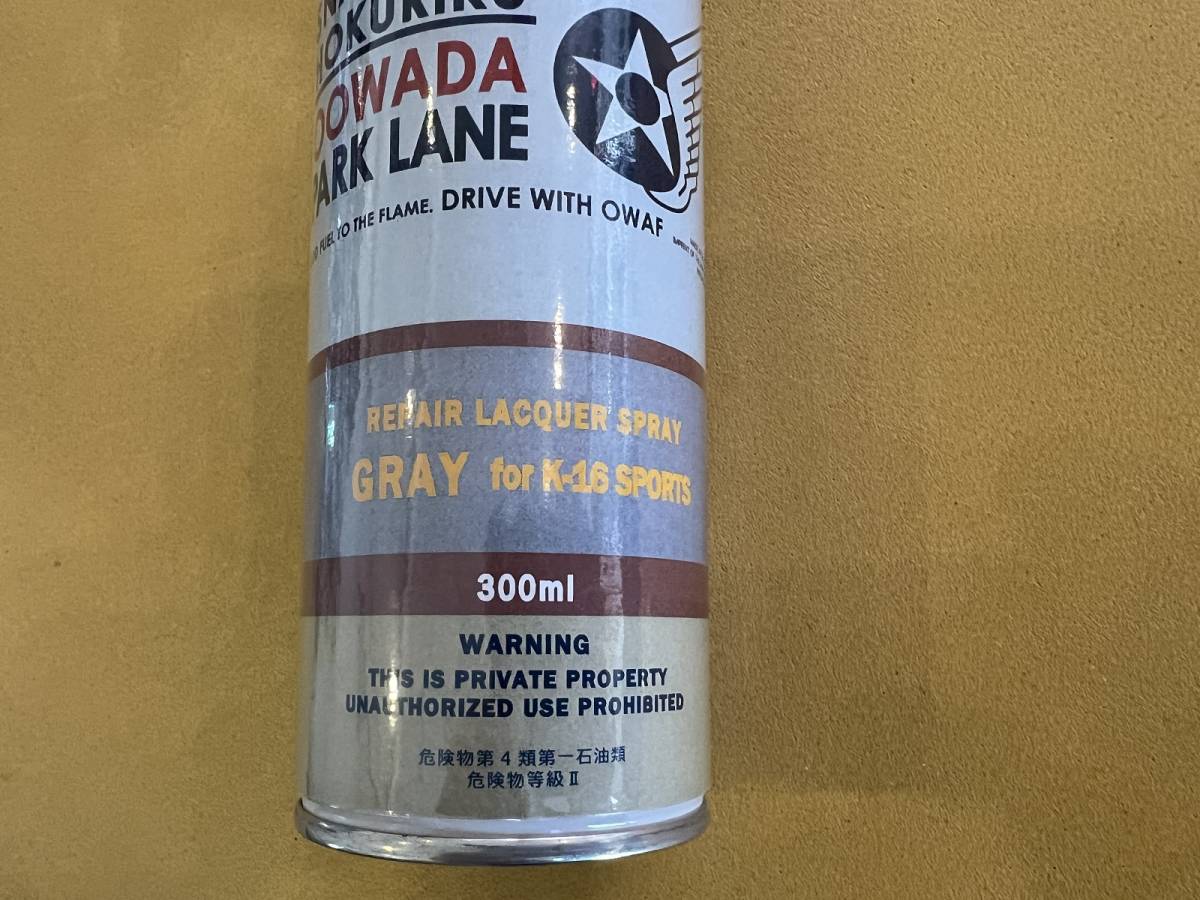 OKURIKU
OOWADA
PARK LANE
FUEL TO THE FLAME. DRIVE WITH OWAF
REPAIR LACQUER SPRAY
GRAY for K-16 SPORTS
300ml
WARNING
THIS IS PRIVATE PROPERTY
UNAUTHORIZED USE PROHIBITED
危険物第4類第一石油類
危険物等級Ⅱ